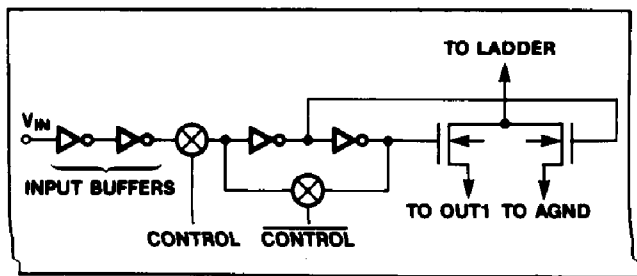 TO LADDER
VIN
INPUT BUFFERS
TO OUT1 TO AGND
CONTROL CONTROL